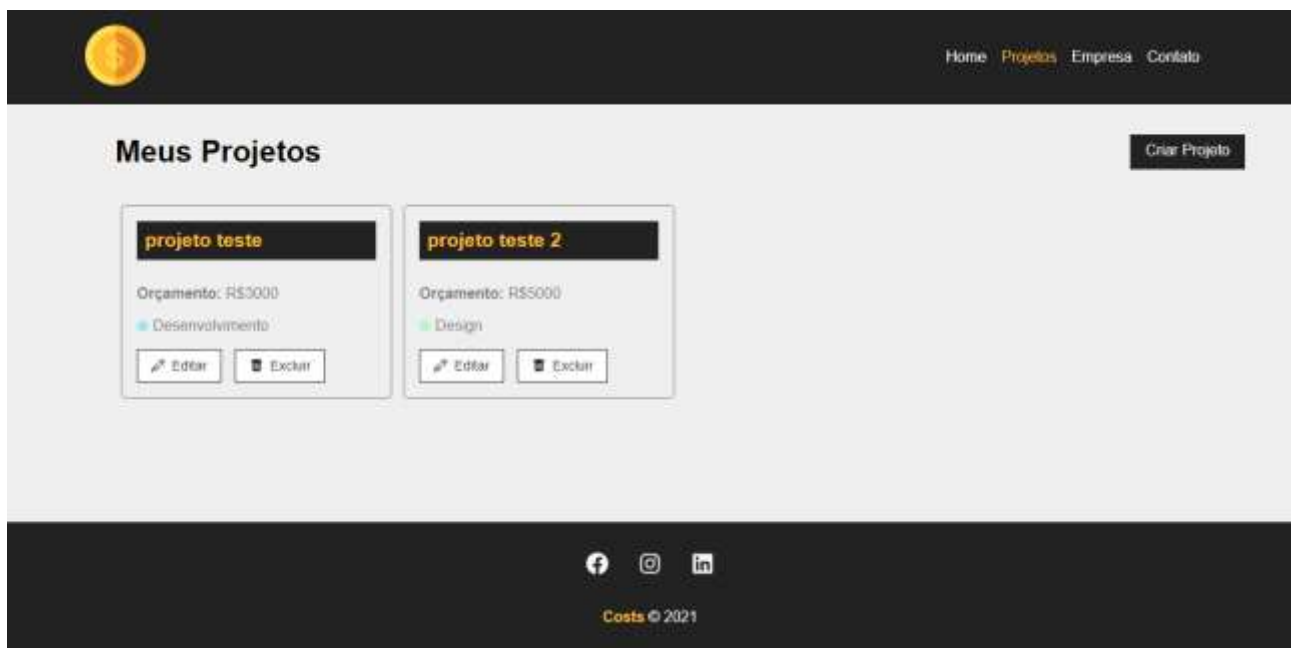 Home Projetos Empresa Contato
Meus Projetos
Criar Projeto
projeto teste
Orçamento: R$3000
Desenvolvimento
Editar Excluir
projeto teste 2
Orçamento: R$5000
Design
Editar Excluir
Costs © 2021